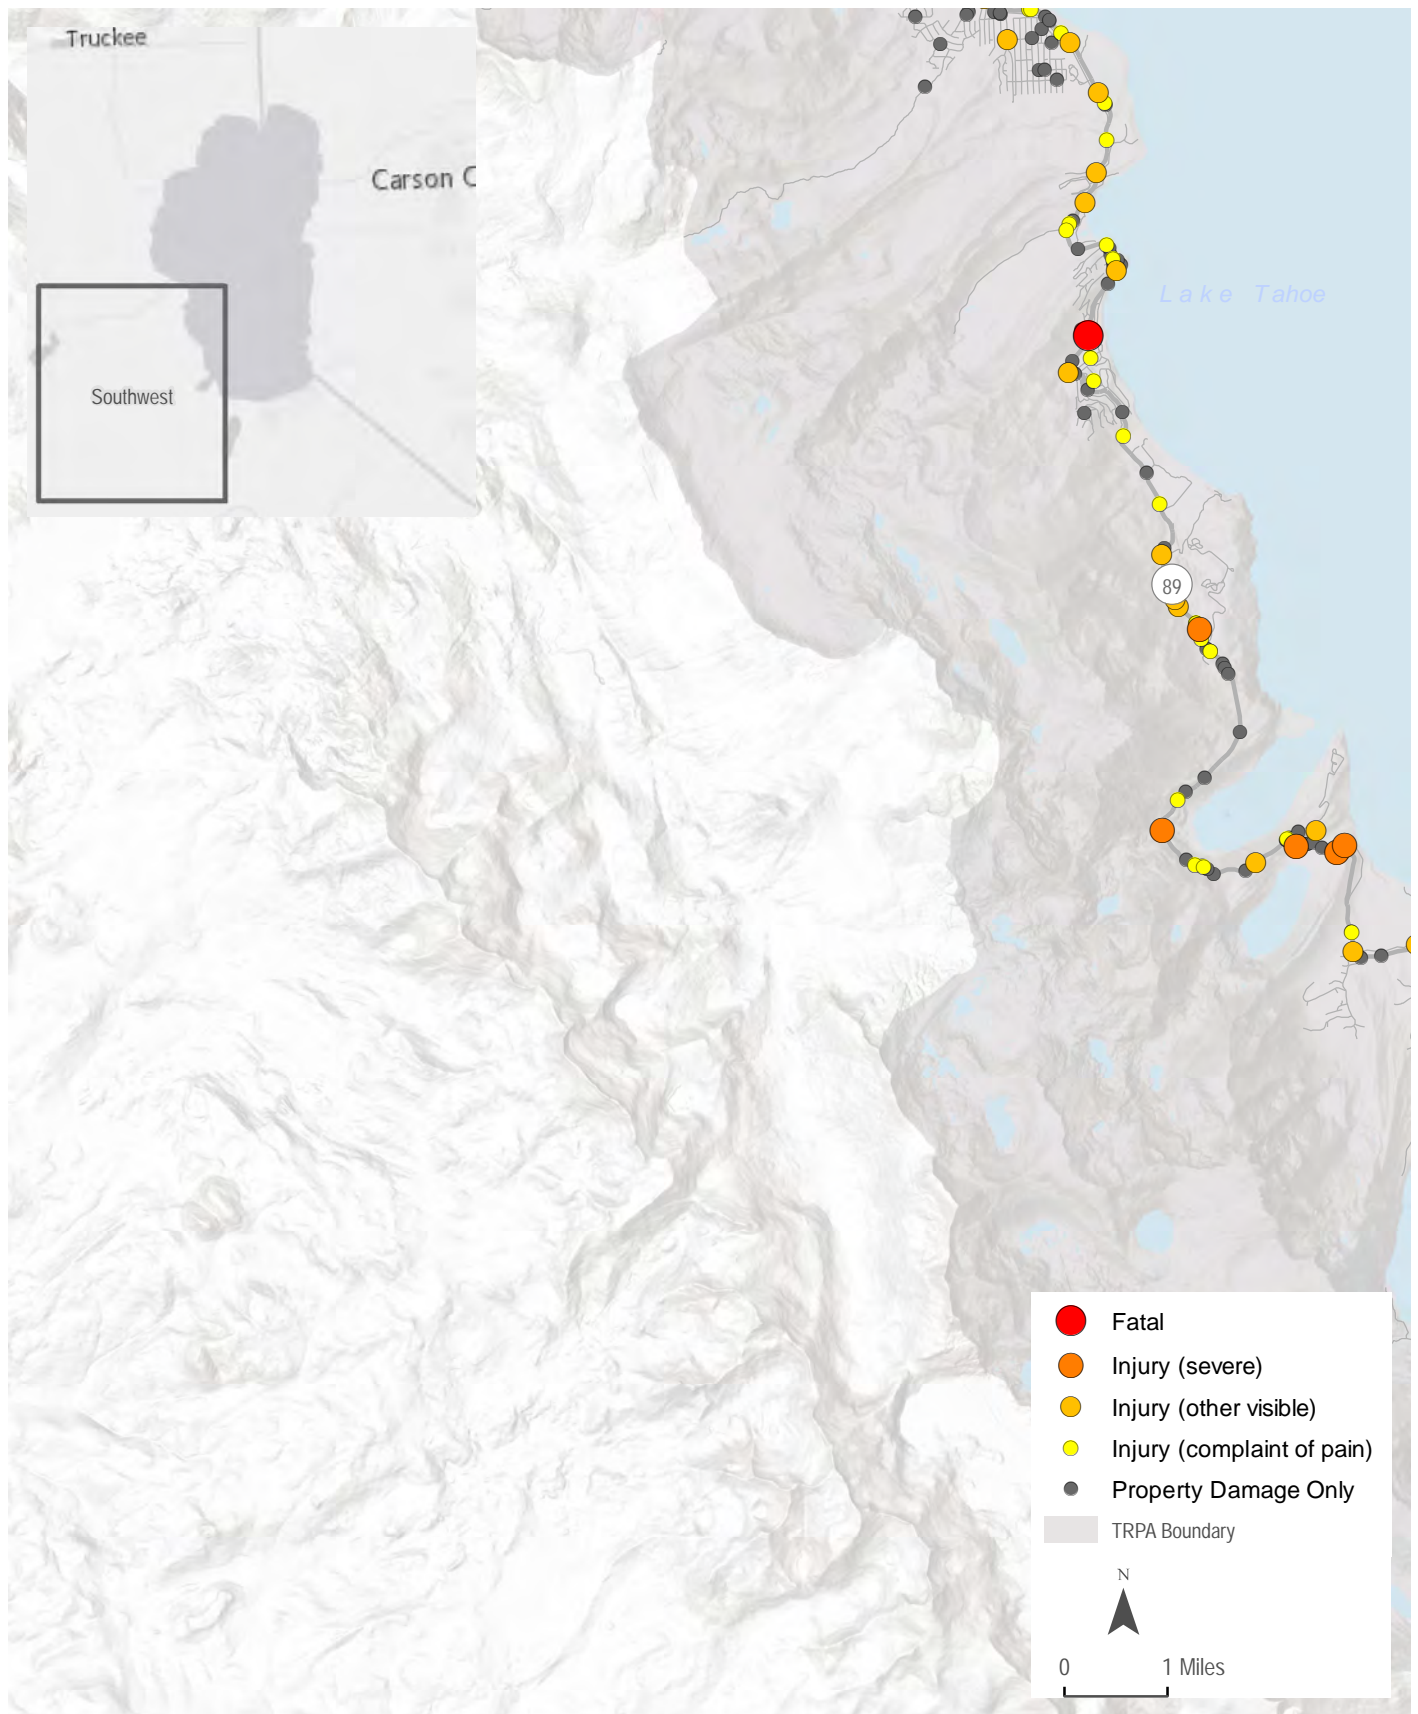 Truckee
Carson C
Southwest
Lake Tahoe
89
Fatal
Injury (severe)
Injury (other visible)
Injury (complaint of pain)
Property Damage Only
TRPA Boundary
N
0 1 Miles